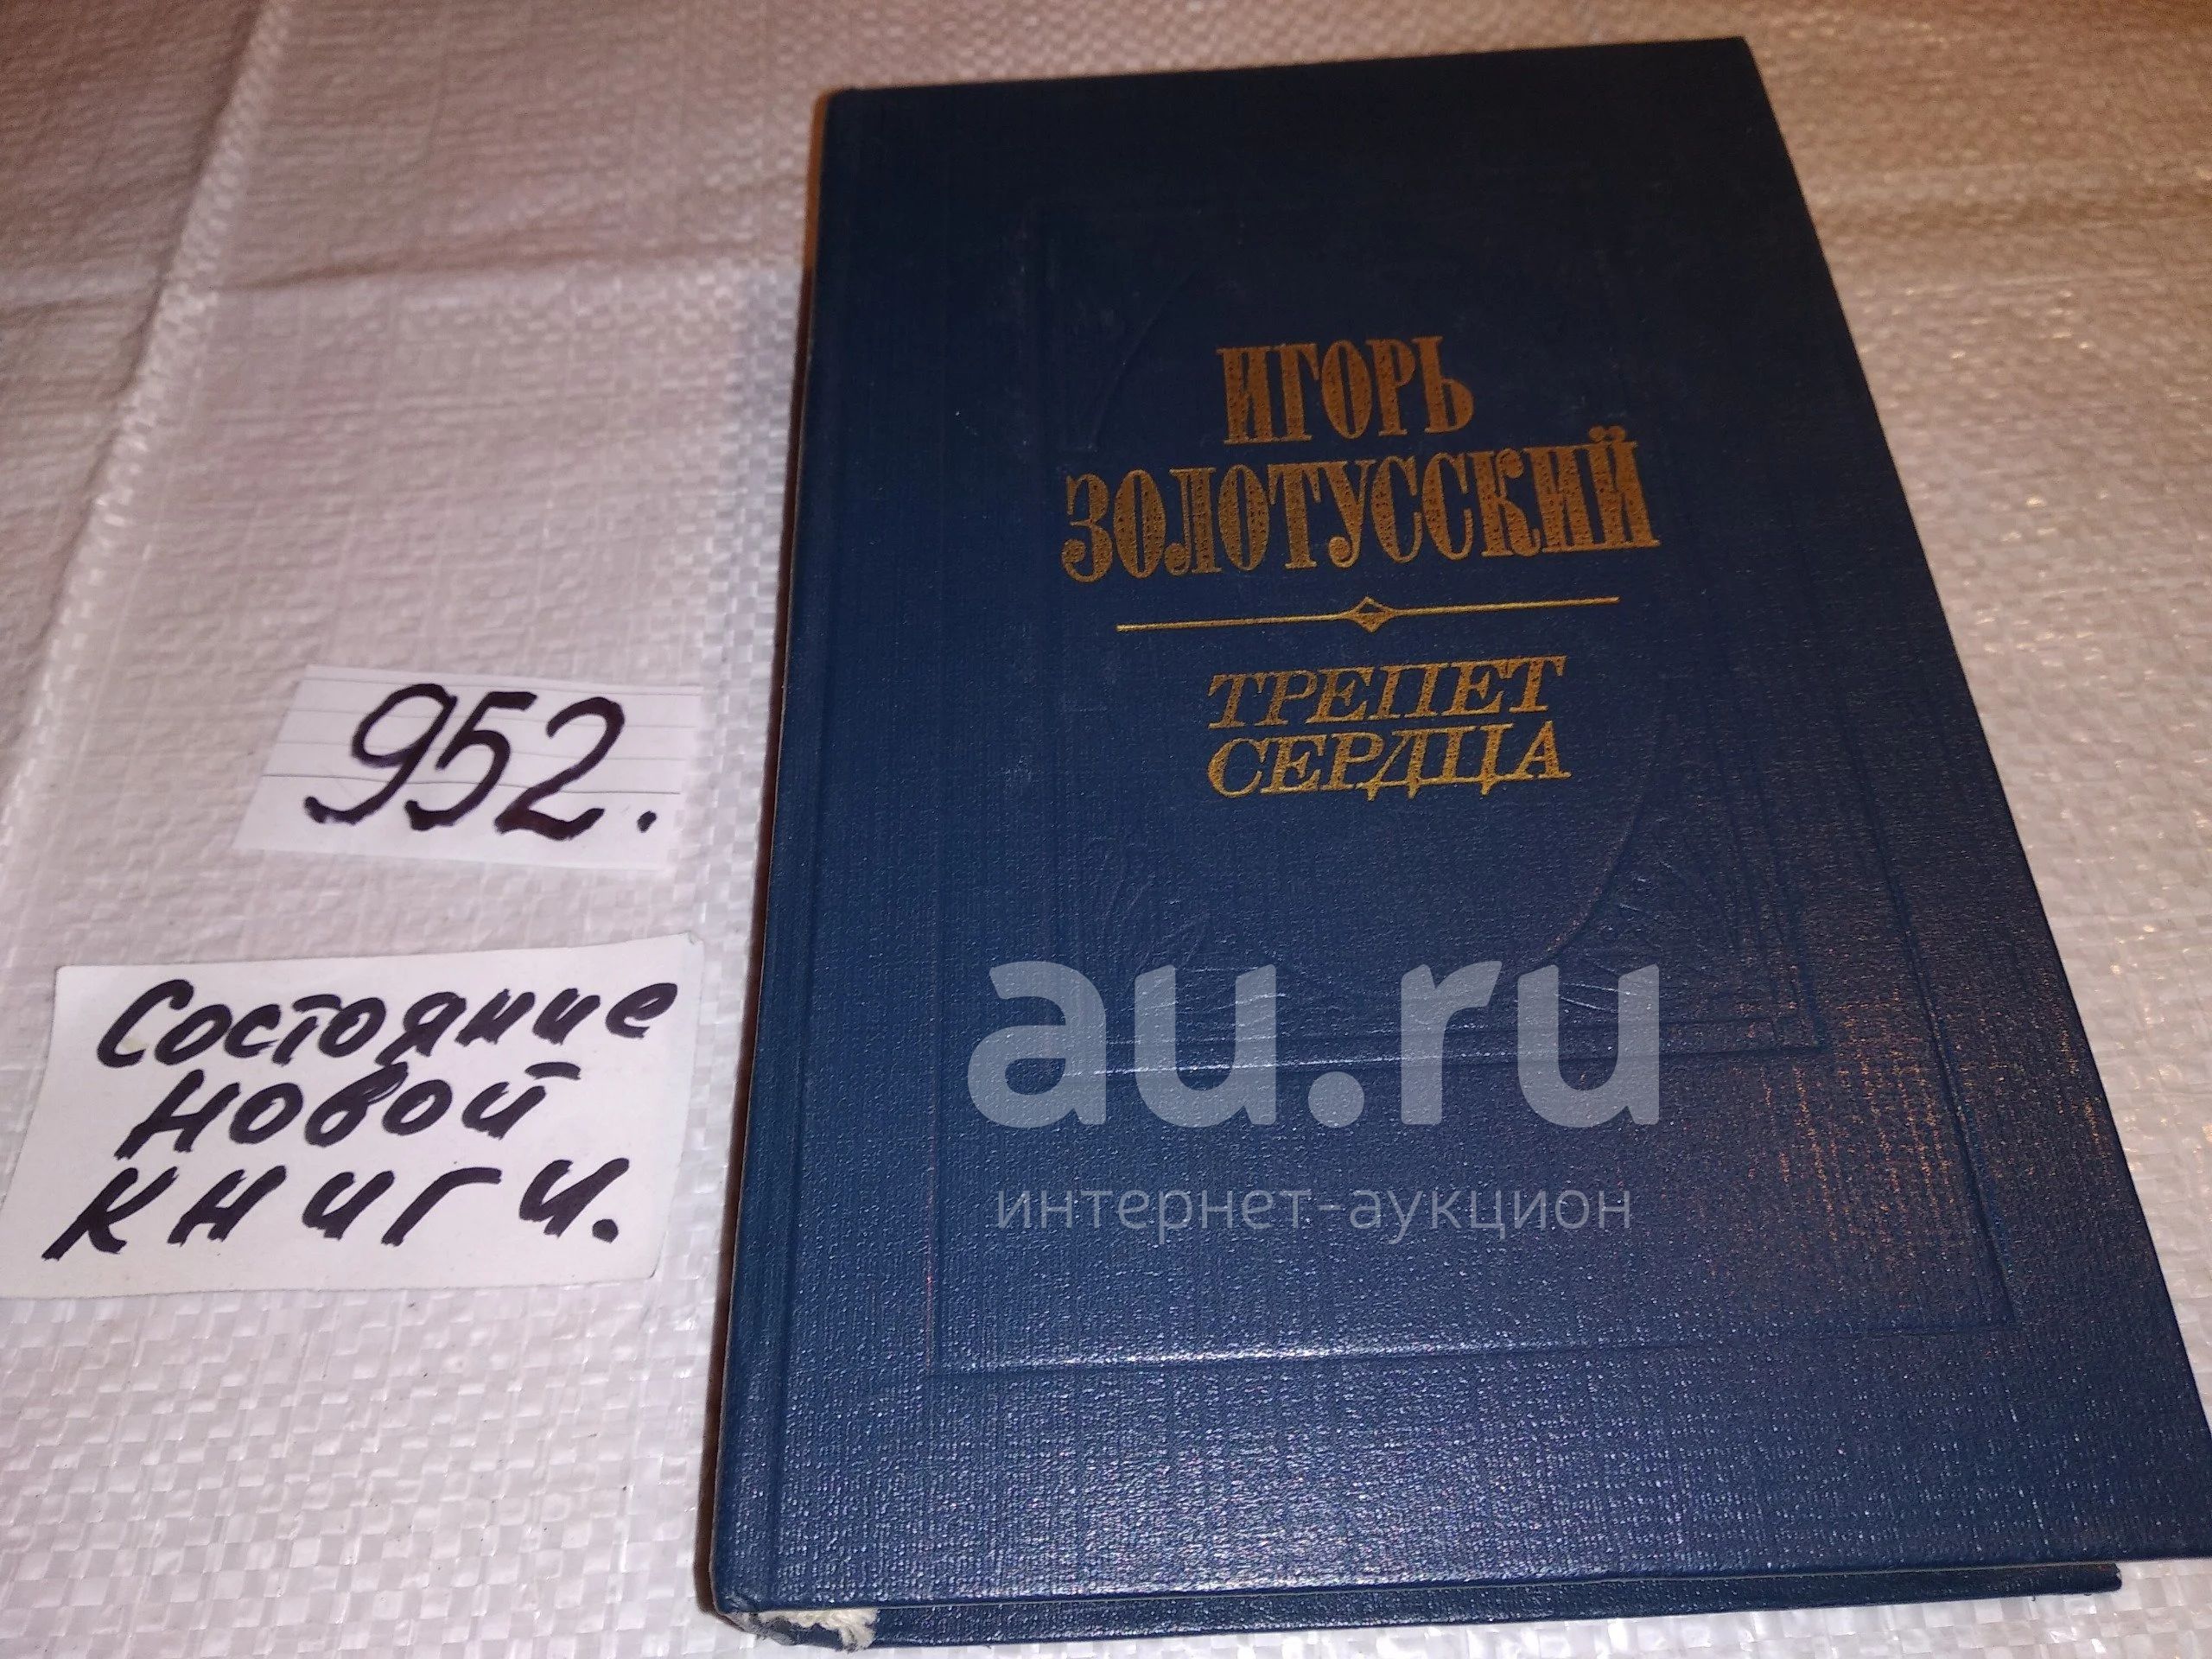 ИГОРЬ
ЗОЛОТУССКИЙ
ТРЕПЕТ
СЕРДЦА
952.
Состояние
новой
книги.
au.ru
интернет-аукцион